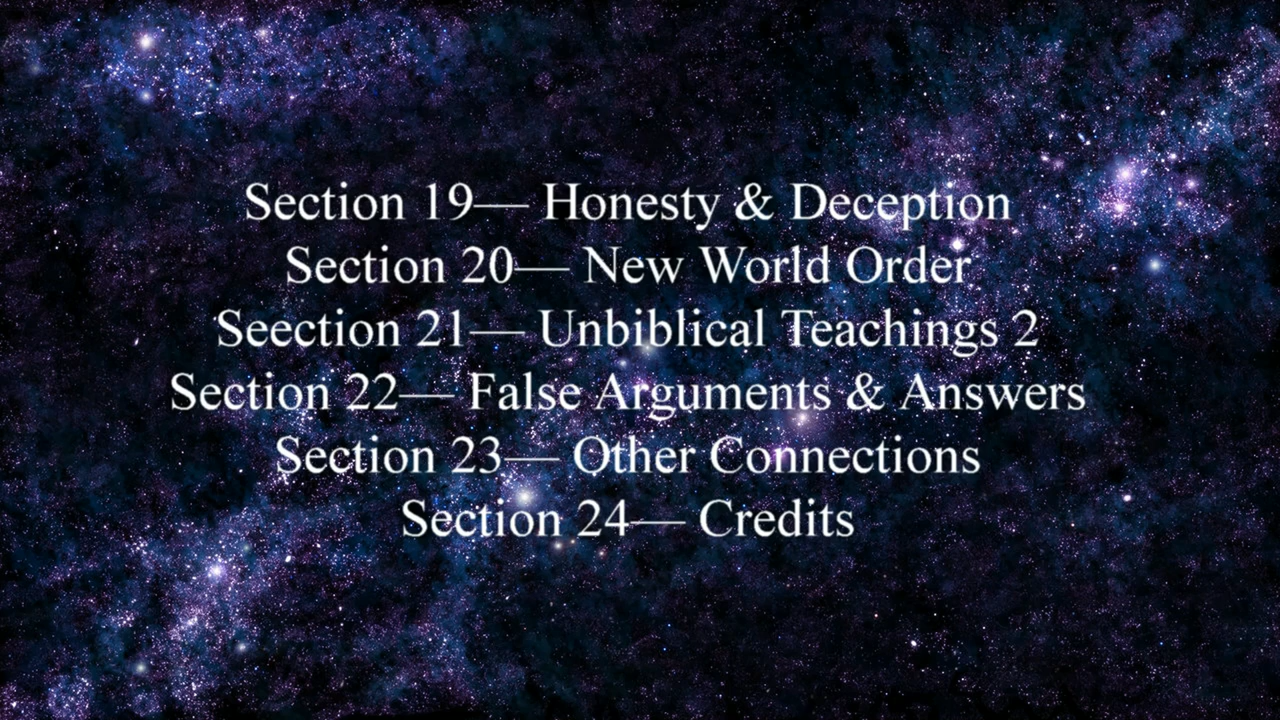 Section 19— Honesty & Deception
Section 20— New World Order
Seection 21— Unbiblical Teachings 2
Section 22— False Arguments & Answers
Section 23— Other Connections
Section 24— Credits